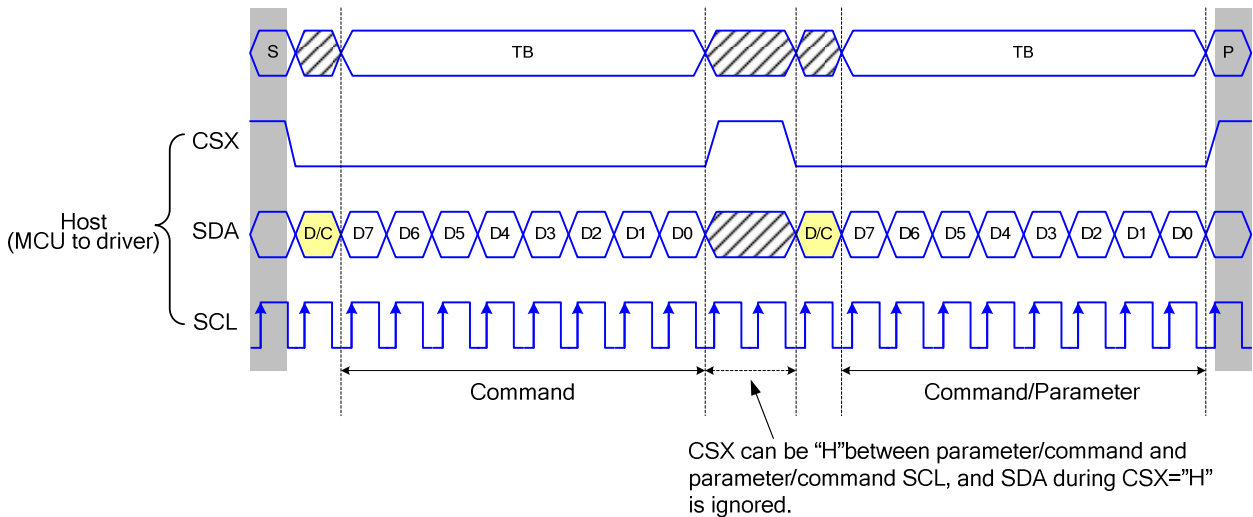 S TB TB P
CSX
Host
(MCU to driver)
SDA D/C D7 D6 D5 D4 D3 D2 D1 D0 D/C D7 D6 D5 D4 D3 D2 D1 D0
SCL
Command Command/Parameter
CSX can be “H”between parameter/command and
parameter/command SCL, and SDA during CSX=”H”
is ignored.